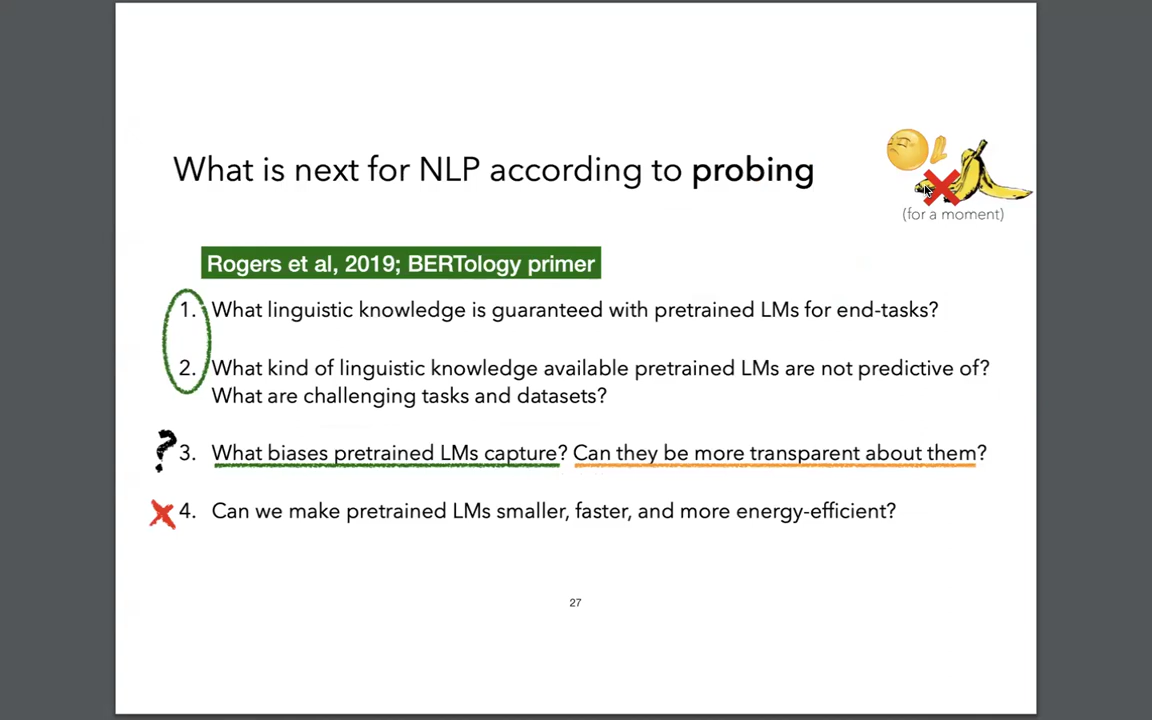 What is next for NLP according to probing
(for a moment)
Rogers et al, 2019; BERTology primer
1. What linguistic knowledge is guaranteed with pretrained LMs for end-tasks?
2. What kind of linguistic knowledge available pretrained LMs are not predictive of?
What are challenging tasks and datasets?
? 3. What biases pretrained LMs capture? Can they be more transparent about them?
4. Can we make pretrained LMs smaller, faster, and more energy-efficient?
27